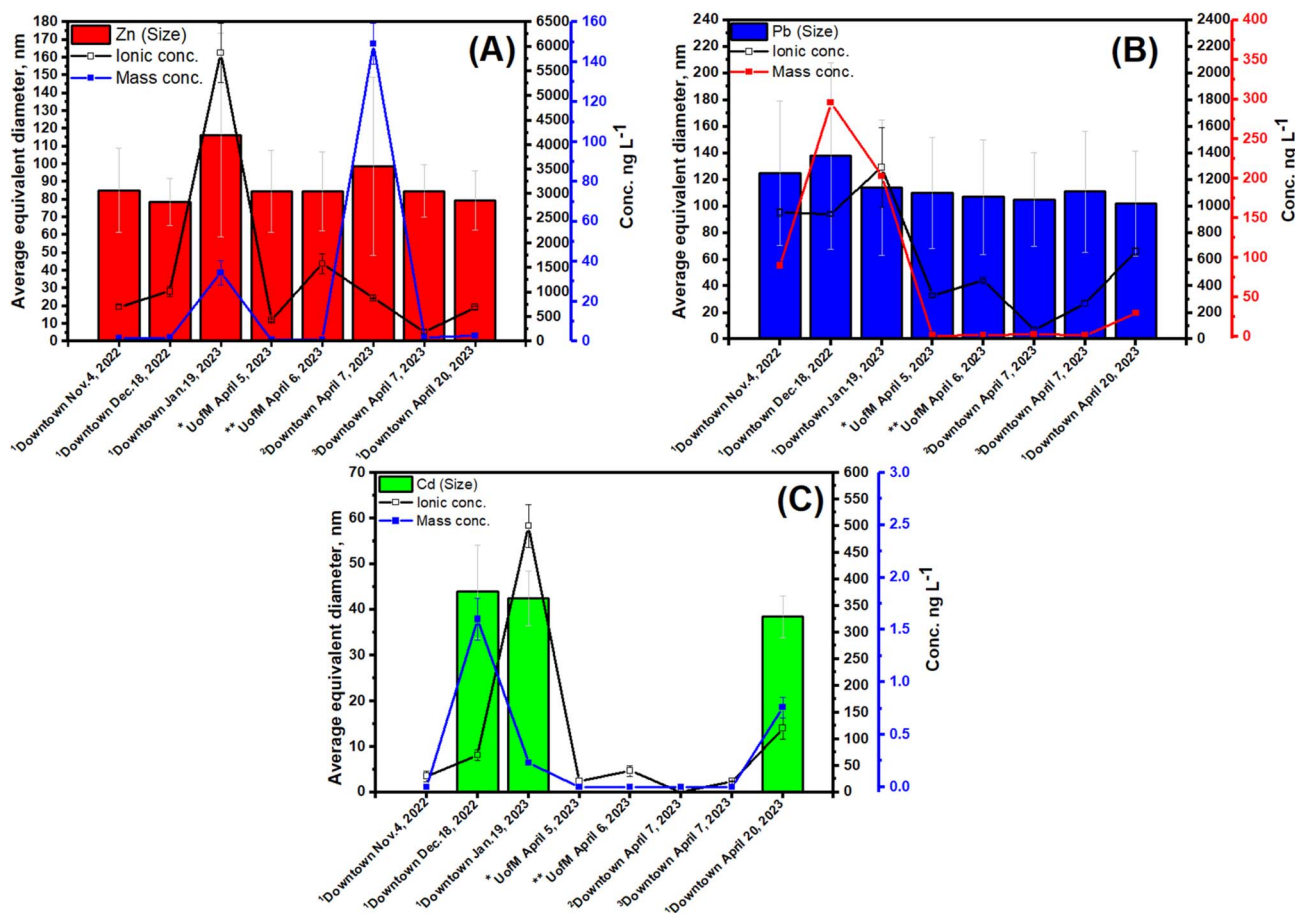 (A)
Zn (Size)
Ionic conc.
Mass conc.
Average equivalent diameter, nm
180
170
160
150
140
130
120
110
100
90
80
70
60
50
40
30
20
10
0
6500
6000
5500
5000
4500
4000
3500
3000
2500
2000
1500
1000
500
0
160
140
120
100
80
60
40
20
0
Conc. ng L⁻¹
¹Downtown Nov.4, 2022
¹Downtown Dec.18, 2022
¹Downtown Jan.19, 2023
* UofM April 5, 2023
** UofM April 6, 2023
²Downtown April 7, 2023
³Downtown April 7, 2023
¹Downtown April 20, 2023
(B)
Pb (Size)
Ionic conc.
Mass conc.
Average equivalent diameter, nm
240
220
200
180
160
140
120
100
80
60
40
20
0
2400
2200
2000
1800
1600
1400
1200
1000
800
600
400
200
0
400
350
300
250
200
150
100
50
0
Conc. ng L⁻¹
¹Downtown Nov.4, 2022
¹Downtown Dec.18, 2022
¹Downtown Jan.19, 2023
* UofM April 5, 2023
** UofM April 6, 2023
²Downtown April 7, 2023
³Downtown April 7, 2023
¹Downtown April 20, 2023
(C)
Cd (Size)
Ionic conc.
Mass conc.
Average equivalent diameter, nm
70
60
50
40
30
20
10
0
600
550
500
450
400
350
300
250
200
150
100
50
0
3.0
2.5
2.0
1.5
1.0
0.5
0.0
Conc. ng L⁻¹
¹Downtown Nov.4, 2022
¹Downtown Dec.18, 2022
¹Downtown Jan.19, 2023
* UofM April 5, 2023
** UofM April 6, 2023
²Downtown April 7, 2023
³Downtown April 7, 2023
¹Downtown April 20, 2023